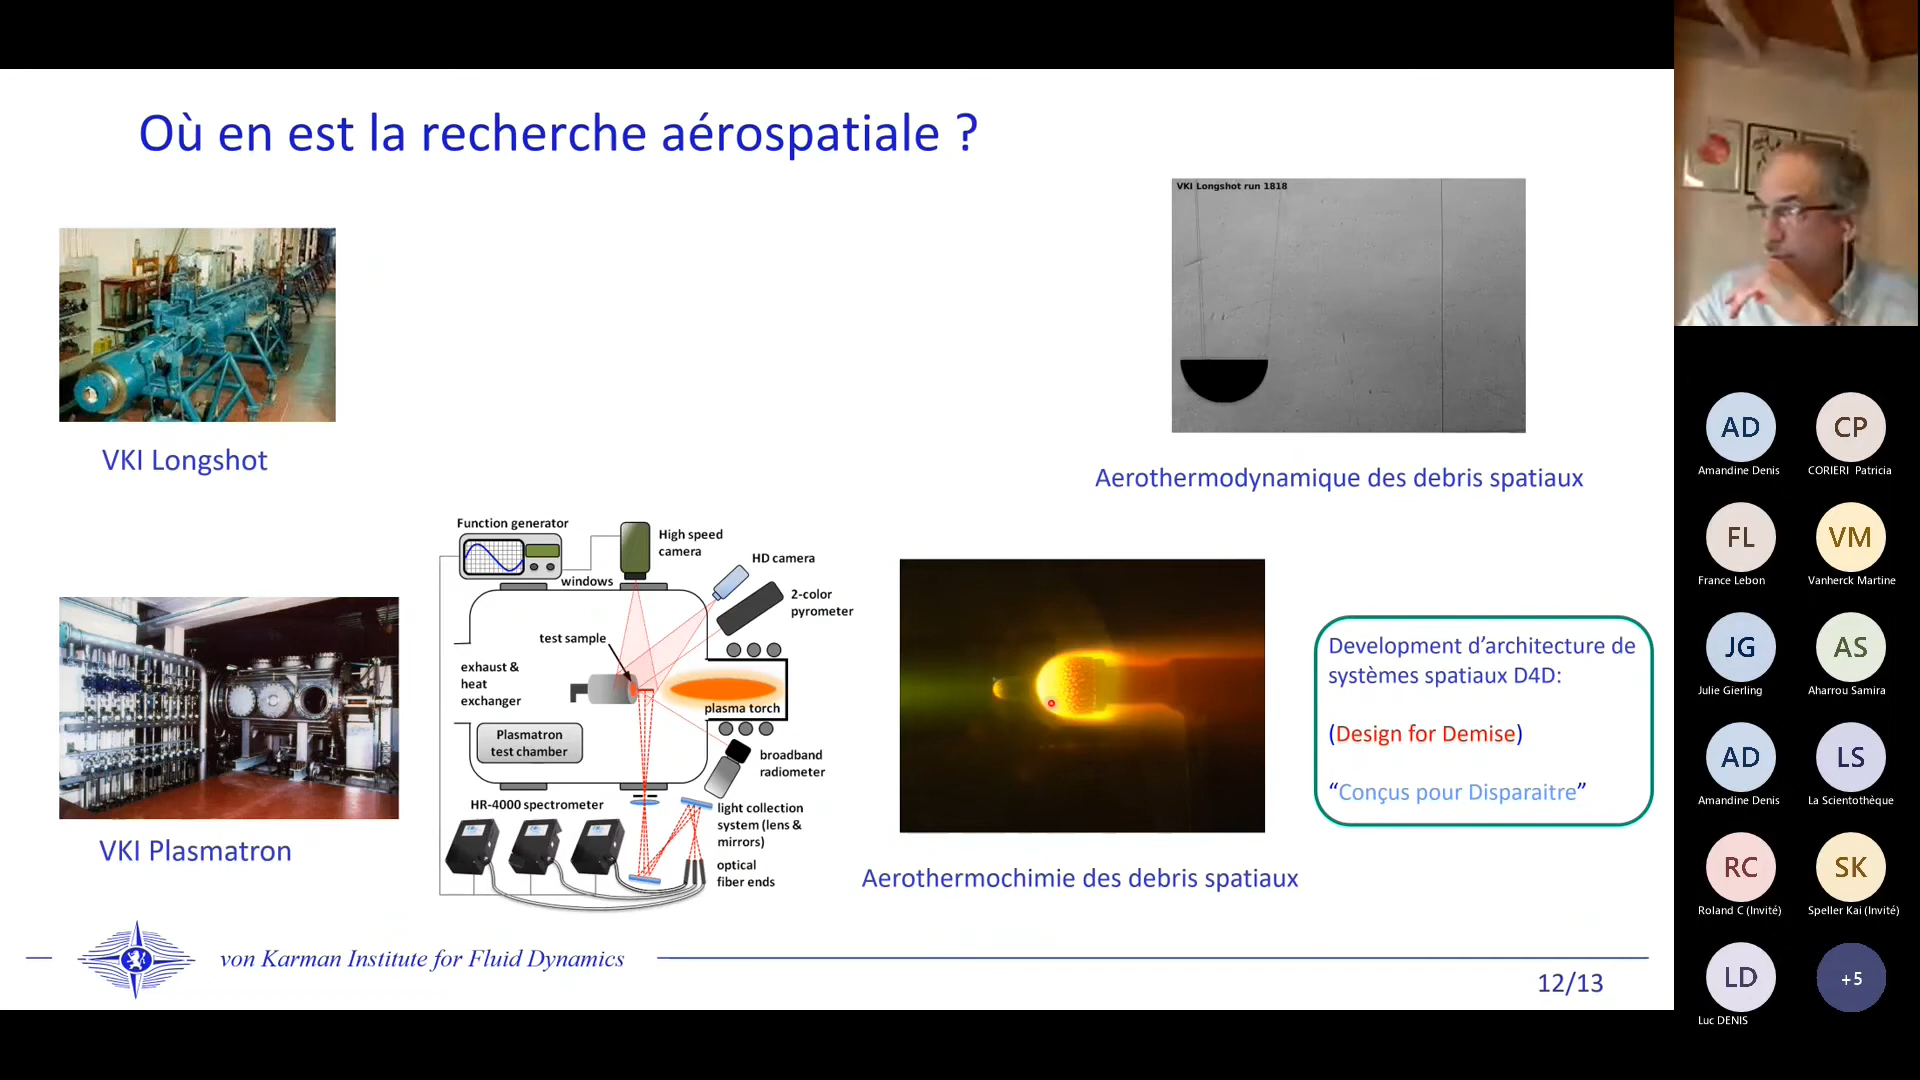 Où en est la recherche aérospatiale ?
VKI Longshot run 1818
VKI Longshot
Aerothermodynamique des debris spatiaux
Function generator
High speed
camera
HD camera
windows
2-color
pyrometer
test sample
exhaust &
heat
exchanger
plasma torch
Plasmatron
test chamber
broadband
radiometer
HR-4000 spectrometer
light collection
system (lens &
mirrors)
optical
fiber ends
VKI Plasmatron
Aerothermochimie des debris spatiaux
Development d’architecture de
systèmes spatiaux D4D:
(Design for Demise)
“Conçus pour Disparaitre”
von Karman Institute for Fluid Dynamics
12/13
AD
Amandine Denis
CP
CORIERI Patricia
FL
France Lebon
VM
Vanherck Martine
JG
Julie Gierling
AS
Aharrou Samira
AD
Amandine Denis
LS
La Scientothèque
RC
Roland C (Invité)
SK
Speller Kai (Invité)
LD
Luc DENIS
+5